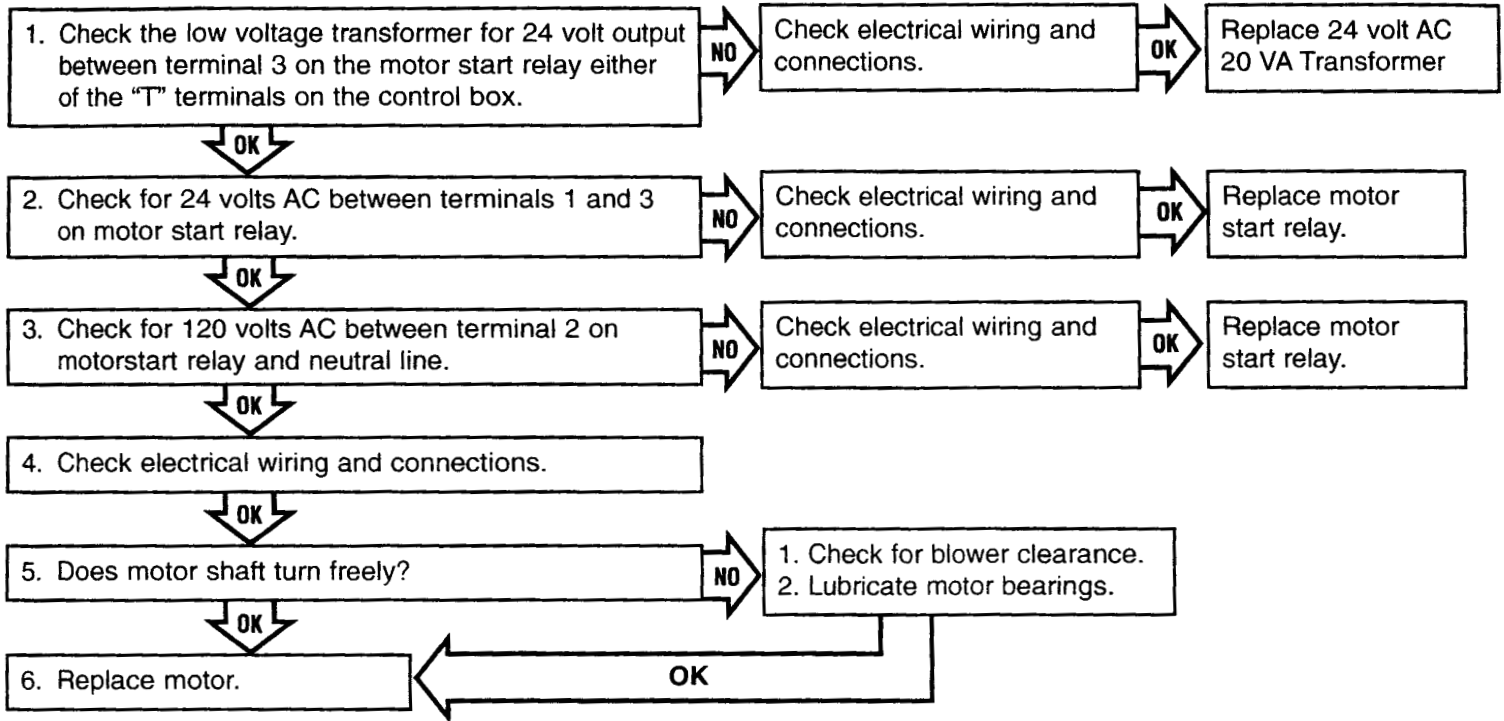 1. Check the low voltage transformer for 24 volt output
between terminal 3 on the motor start relay either
of the “T” terminals on the control box.
NO
Check electrical wiring and
connections.
OK
Replace 24 volt AC
20 VA Transformer
OK
2. Check for 24 volts AC between terminals 1 and 3
on motor start relay.
NO
Check electrical wiring and
connections.
OK
Replace motor
start relay.
OK
3. Check for 120 volts AC between terminal 2 on
motorstart relay and neutral line.
NO
Check electrical wiring and
connections.
OK
Replace motor
start relay.
OK
4. Check electrical wiring and connections.
OK
5. Does motor shaft turn freely?
NO
1. Check for blower clearance.
2. Lubricate motor bearings.
OK
6. Replace motor.
OK